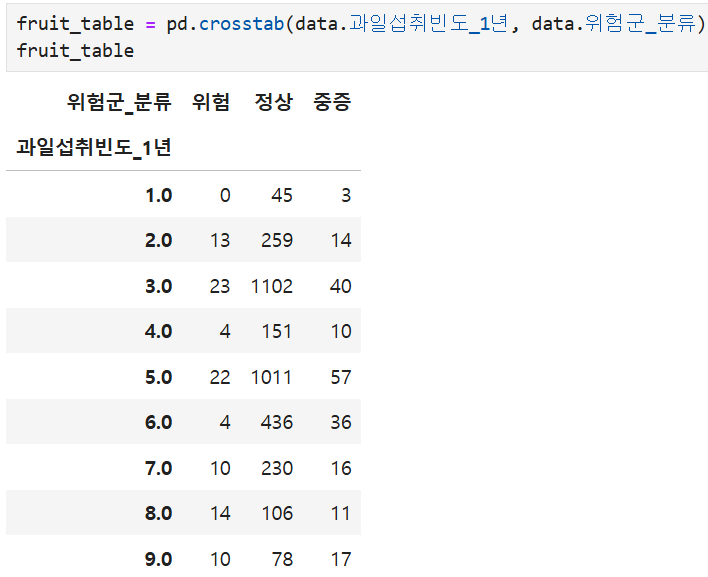 fruit_table = pd.crosstab(data.과일섭취빈도_1년, data.위험군_분류)
fruit_table
위험군_분류 위험 정상 중증
과일섭취빈도_1년
1.0 0 45 3
2.0 13 259 14
3.0 23 1102 40
4.0 4 151 10
5.0 22 1011 57
6.0 4 436 36
7.0 10 230 16
8.0 14 106 11
9.0 10 78 17